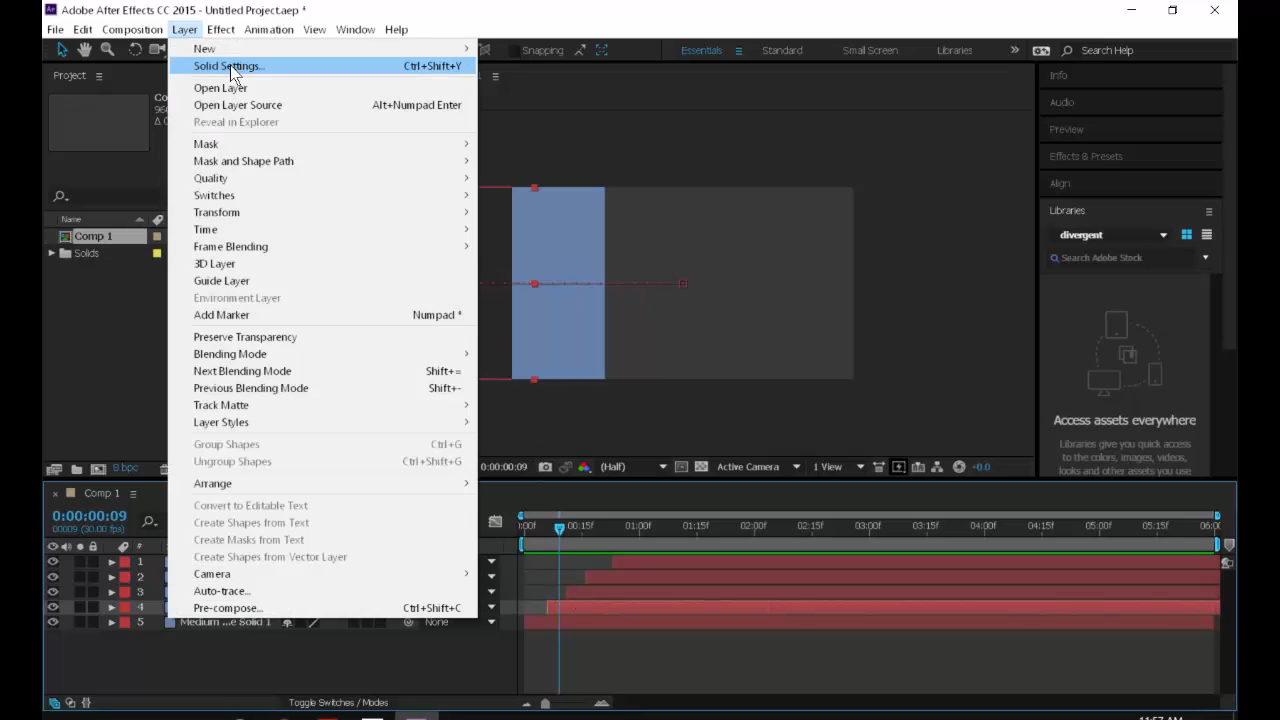 Adobe After Effects CC 2015 - Untitled Project.aep *
File Edit Composition Layer Effect Animation View Window Help
Snapping Essentials Standard Small Screen Libraries » Search Help
Project
New
Solid Settings... Ctrl+Shift+Y
Open Layer
Open Layer Source Alt+Numpad Enter
Reveal in Explorer
Mask
Mask and Shape Path
Quality
Switches
Transform
Time
Frame Blending
3D Layer
Guide Layer
Environment Layer
Add Marker Numpad *
Preserve Transparency
Blending Mode
Next Blending Mode Shift+=
Previous Blending Mode Shift+-
Track Matte
Layer Styles
Group Shapes Ctrl+G
Ungroup Shapes Ctrl+Shift+G
Arrange
Convert to Editable Text
Create Shapes from Text
Create Masks from Text
Create Shapes from Vector Layer
Camera
Auto-trace...
Pre-compose... Ctrl+Shift+C
Name
Comp 1
Solids
8 bpc
Info
Audio
Preview
Effects & Presets
Align
Libraries
divergent
Search Adobe Stock
Access assets everywhere
Libraries give you quick access
to the colors, images, videos,
looks and other assets you use
0:00:00:09 (Half) Active Camera 1 View +0.0
Comp 1
0:00:00:09
00009 (30.00 fps)
:00f 00:15f 01:00f 01:15f 02:00f 02:15f 03:00f 03:15f 04:00f 04:15f 05:00f 05:15f 06:0
#
1
2
3
4
5 Medium ...e Solid 1 None
Toggle Switches / Modes